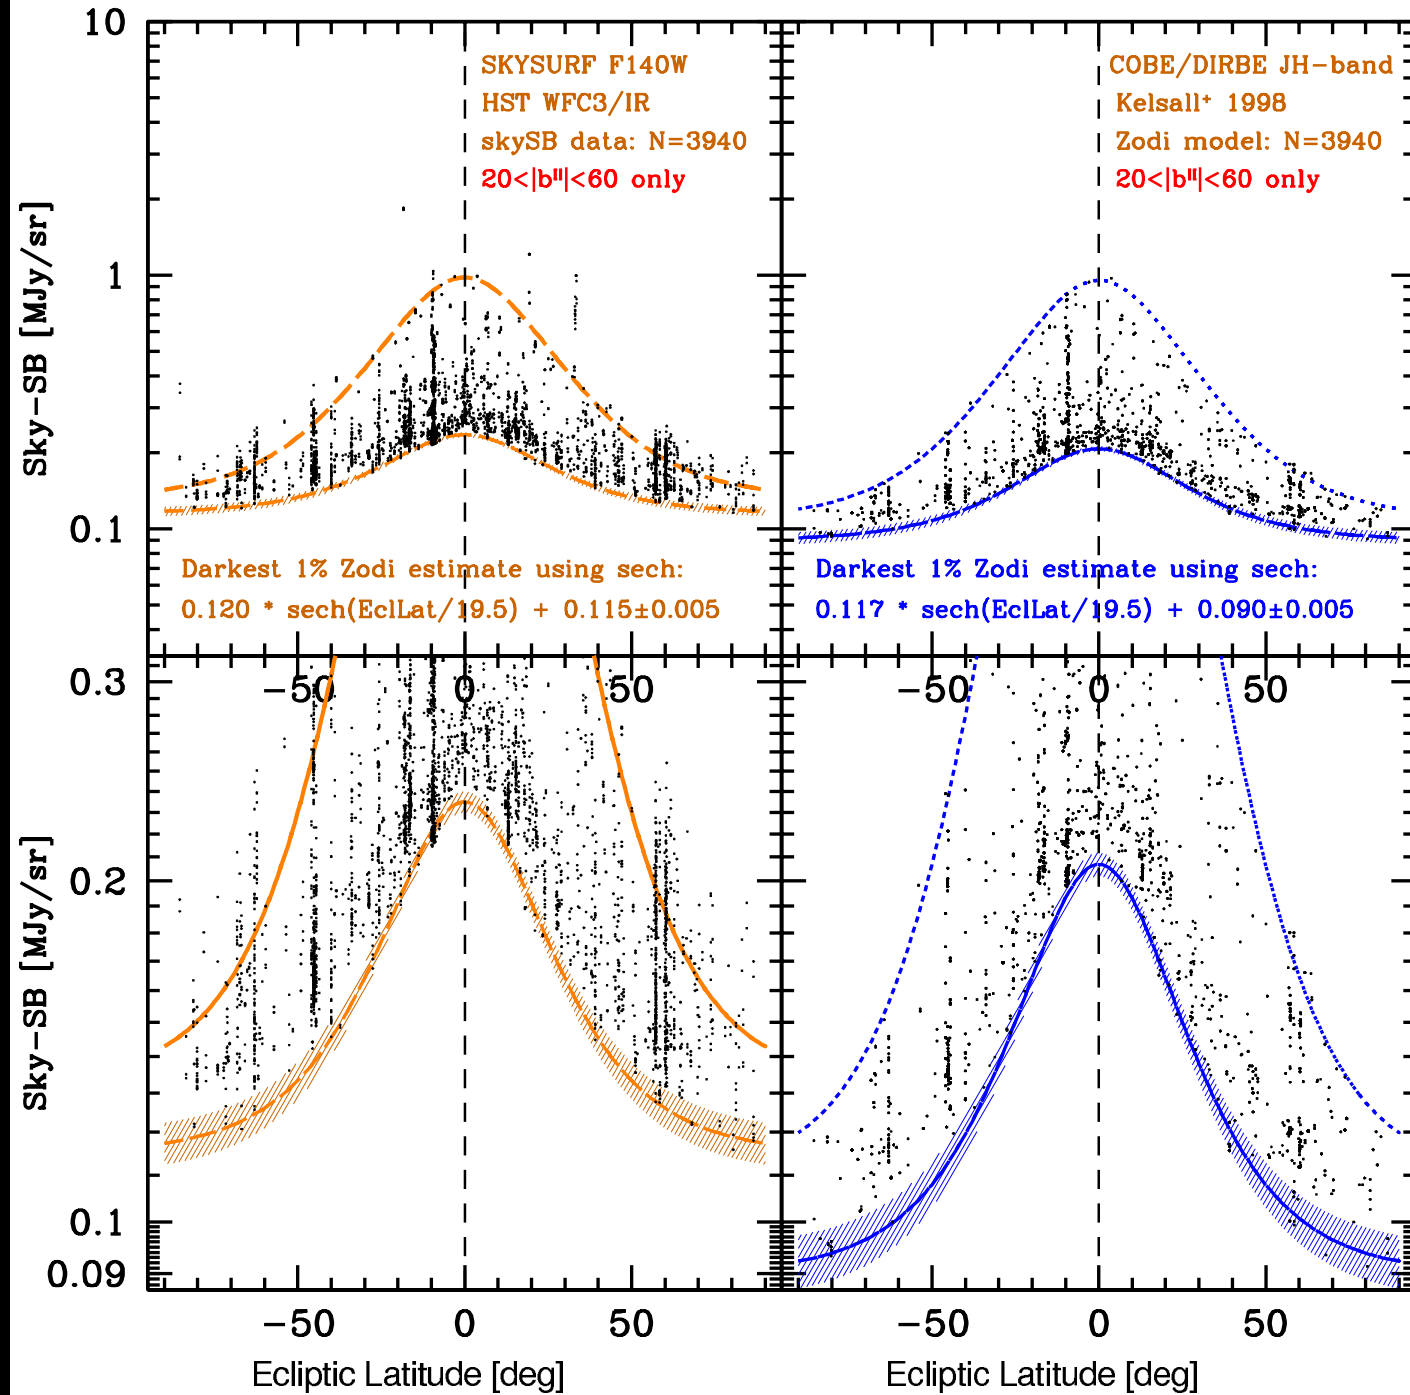 10
SKYSURF F140W
HST WFC3/IR
skySB data: N=3940
20<|b^II|<60 only
COBE/DIRBE JH-band
Kelsall+ 1998
Zodi model: N=3940
20<|b^II|<60 only
Sky-SB [MJy/sr]
1
0.1
Darkest 1% Zodi estimate using sech:
0.120 * sech(EclLat/19.5) + 0.115±0.005
Darkest 1% Zodi estimate using sech:
0.117 * sech(EclLat/19.5) + 0.090±0.005
-50 0 50
-50 0 50
Sky-SB [MJy/sr]
0.3
0.2
0.1
0.09
-50 0 50
-50 0 50
Ecliptic Latitude [deg]
Ecliptic Latitude [deg]